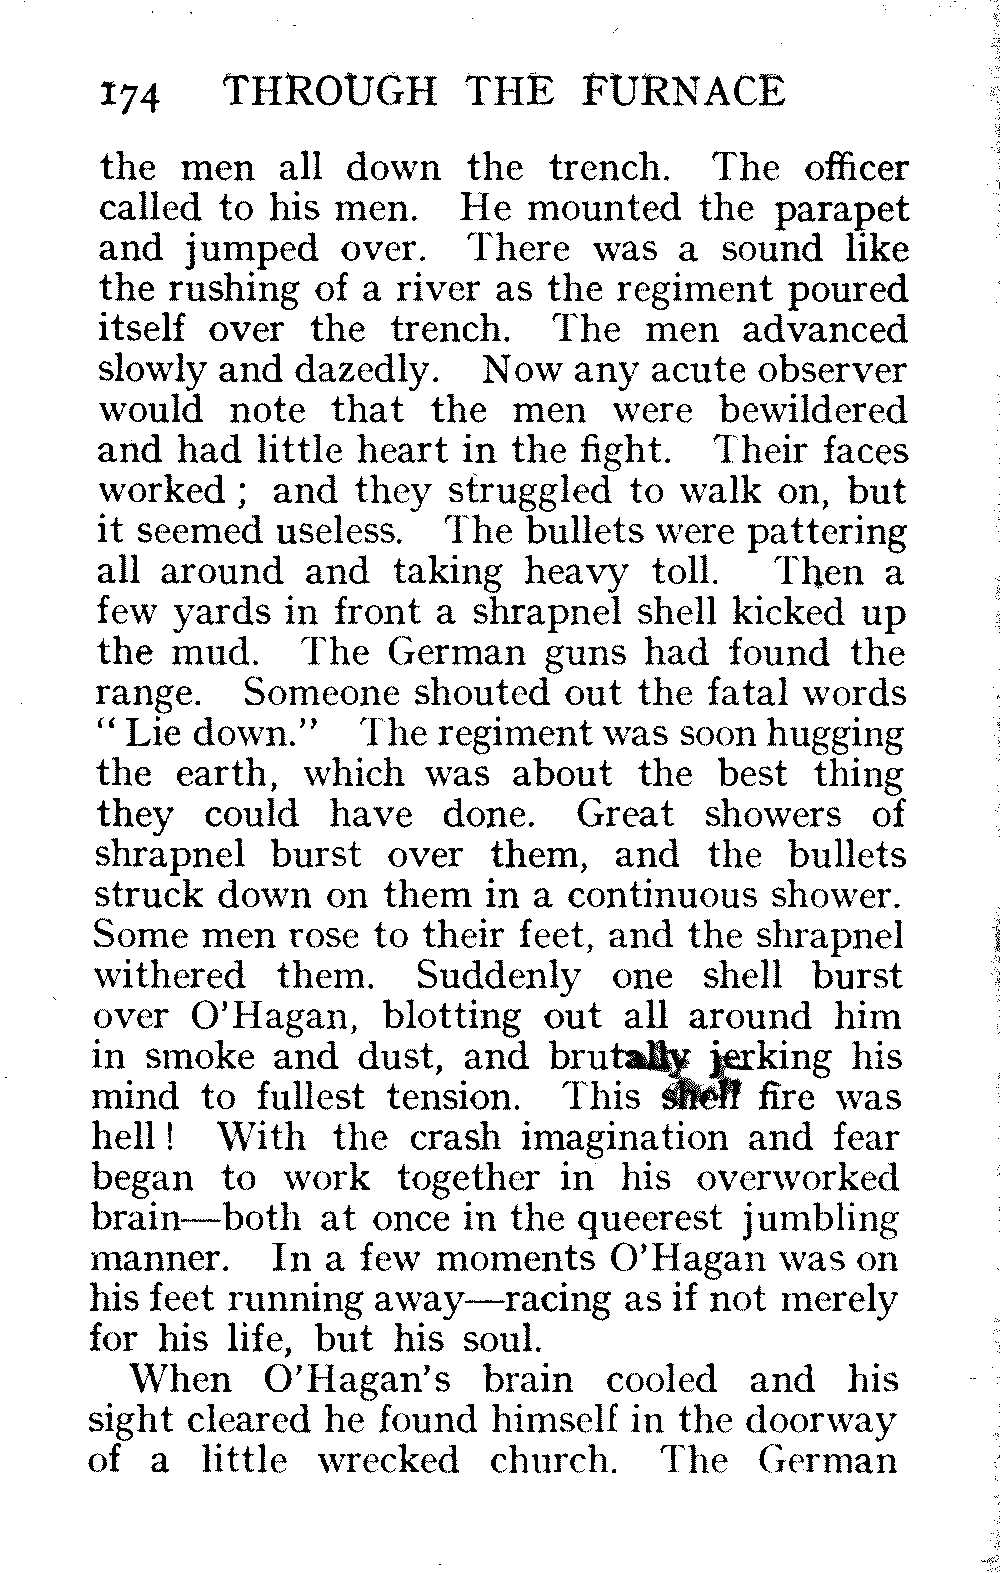 174 THROUGH THE FURNACE
the men all down the trench. The officer
called to his men. He mounted the parapet
and jumped over. There was a sound like
the rushing of a river as the regiment poured
itself over the trench. The men advanced
slowly and dazedly. Now any acute observer
would note that the men were bewildered
and had little heart in the fight. Their faces
worked ; and they struggled to walk on, but
it seemed useless. The bullets were pattering
all around and taking heavy toll. Then a
few yards in front a shrapnel shell kicked up
the mud. The German guns had found the
range. Someone shouted out the fatal words
“ Lie down.” The regiment was soon hugging
the earth, which was about the best thing
they could have done. Great showers of
shrapnel burst over them, and the bullets
struck down on them in a continuous shower.
Some men rose to their feet, and the shrapnel
withered them. Suddenly one shell burst
over O’Hagan, blotting out all around him
in smoke and dust, and brutally jerking his
mind to fullest tension. This shell fire was
hell ! With the crash imagination and fear
began to work together in his overworked
brain—both at once in the queerest jumbling
manner. In a few moments O’Hagan was on
his feet running away—racing as if not merely
for his life, but his soul.
When O’Hagan’s brain cooled and his
sight cleared he found himself in the doorway
of a little wrecked church. The German